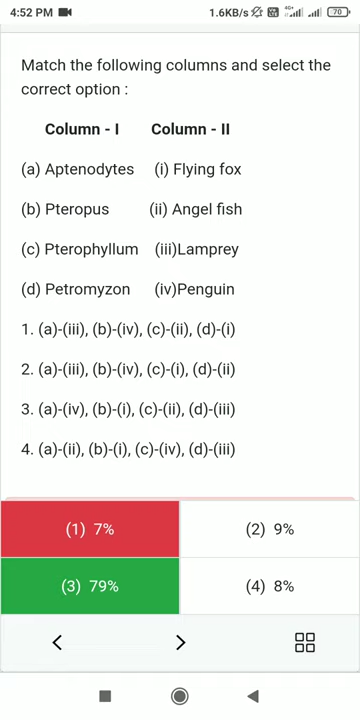 4:52 PM
1.6KB/s 4G+ 70
Match the following columns and select the
correct option :
Column - I Column - II
(a) Aptenodytes (i) Flying fox
(b) Pteropus (ii) Angel fish
(c) Pterophyllum (iii)Lamprey
(d) Petromyzon (iv)Penguin
1. (a)-(iii), (b)-(iv), (c)-(ii), (d)-(i)
2. (a)-(iii), (b)-(iv), (c)-(i), (d)-(ii)
3. (a)-(iv), (b)-(i), (c)-(ii), (d)-(iii)
4. (a)-(ii), (b)-(i), (c)-(iv), (d)-(iii)
(1) 7% (2) 9%
(3) 79% (4) 8%